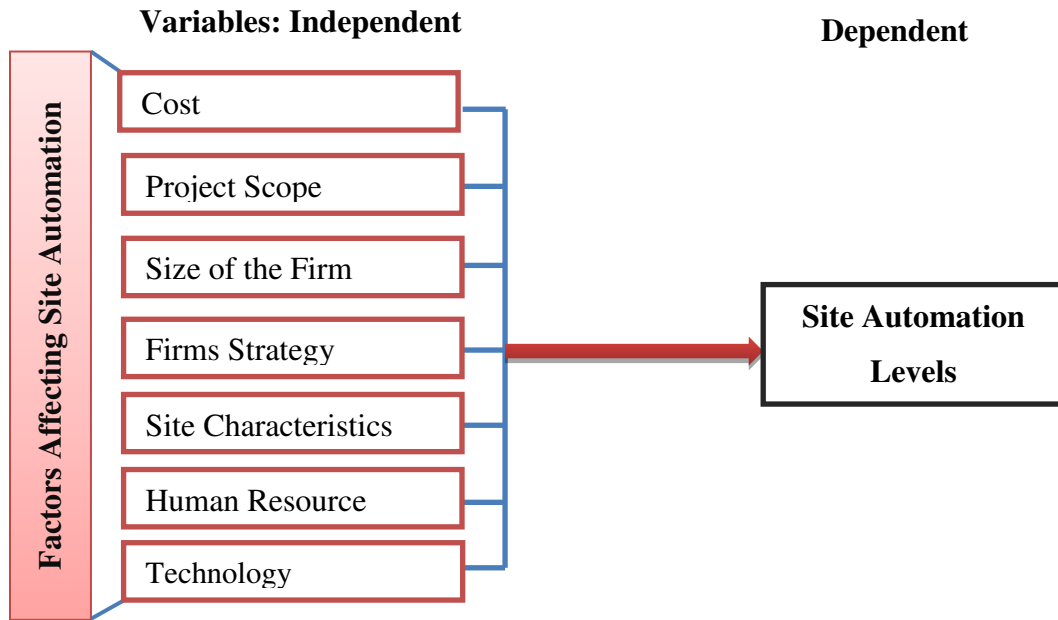 Variables: Independent
Dependent
Factors Affecting Site Automation
Cost
Project Scope
Size of the Firm
Firms Strategy
Site Characteristics
Human Resource
Technology
Site Automation
Levels